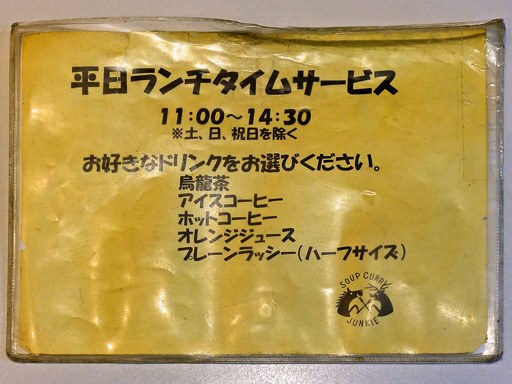 平日ランチタイムサービス
11:00～14:30
※土、日、祝日を除く
お好きなドリンクをお選びください。
烏龍茶
アイスコーヒー
ホットコーヒー
オレンジジュース
プレーンラッシー(ハーフサイズ)
SOUP CURRY
JUNKIE